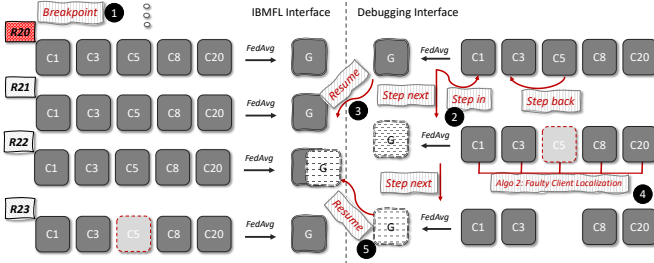 Breakpoint 1 IBMFL Interface Debugging Interface
R20
C1 C3 C5 C8 C20 FedAvg G G FedAvg C1 C3 C5 C8 C20
R21
Resume Step next Step in Step back
C1 C3 C5 C8 C20 FedAvg G 3 2
R22
C1 C3 C5 C8 C20 FedAvg G G FedAvg C1 C3 C5 C8 C20
Step next Algo 2: Faulty Client Localization 4
R23
Resume
C1 C3 C5 C8 C20 FedAvg G 5 G FedAvg C1 C3 C8 C20